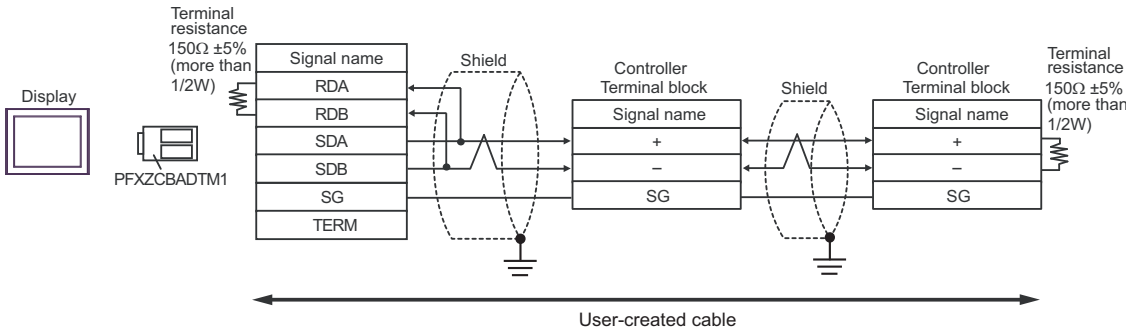 Terminal
resistance
150Ω ±5%
(more than
1/2W)
Display
PFXZCBADTM1
Signal name
RDA
RDB
SDA
SDB
SG
TERM
Shield
Controller
Terminal block
Signal name
+
–
SG
Shield
Controller
Terminal block
Signal name
+
–
SG
Terminal
resistance
150Ω ±5%
(more than
1/2W)
User-created cable